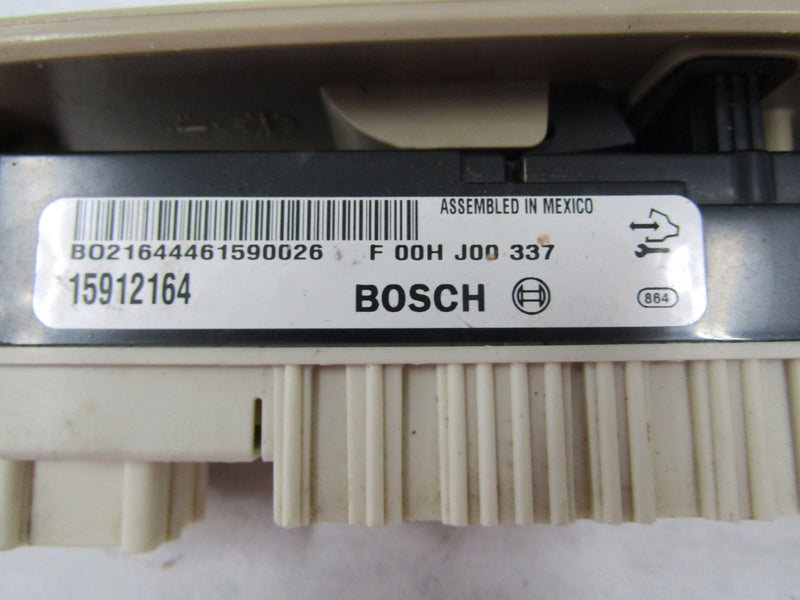 ASSEMBLED IN MEXICO
BO21644461590026 F 00H J00 337
15912164 BOSCH
864